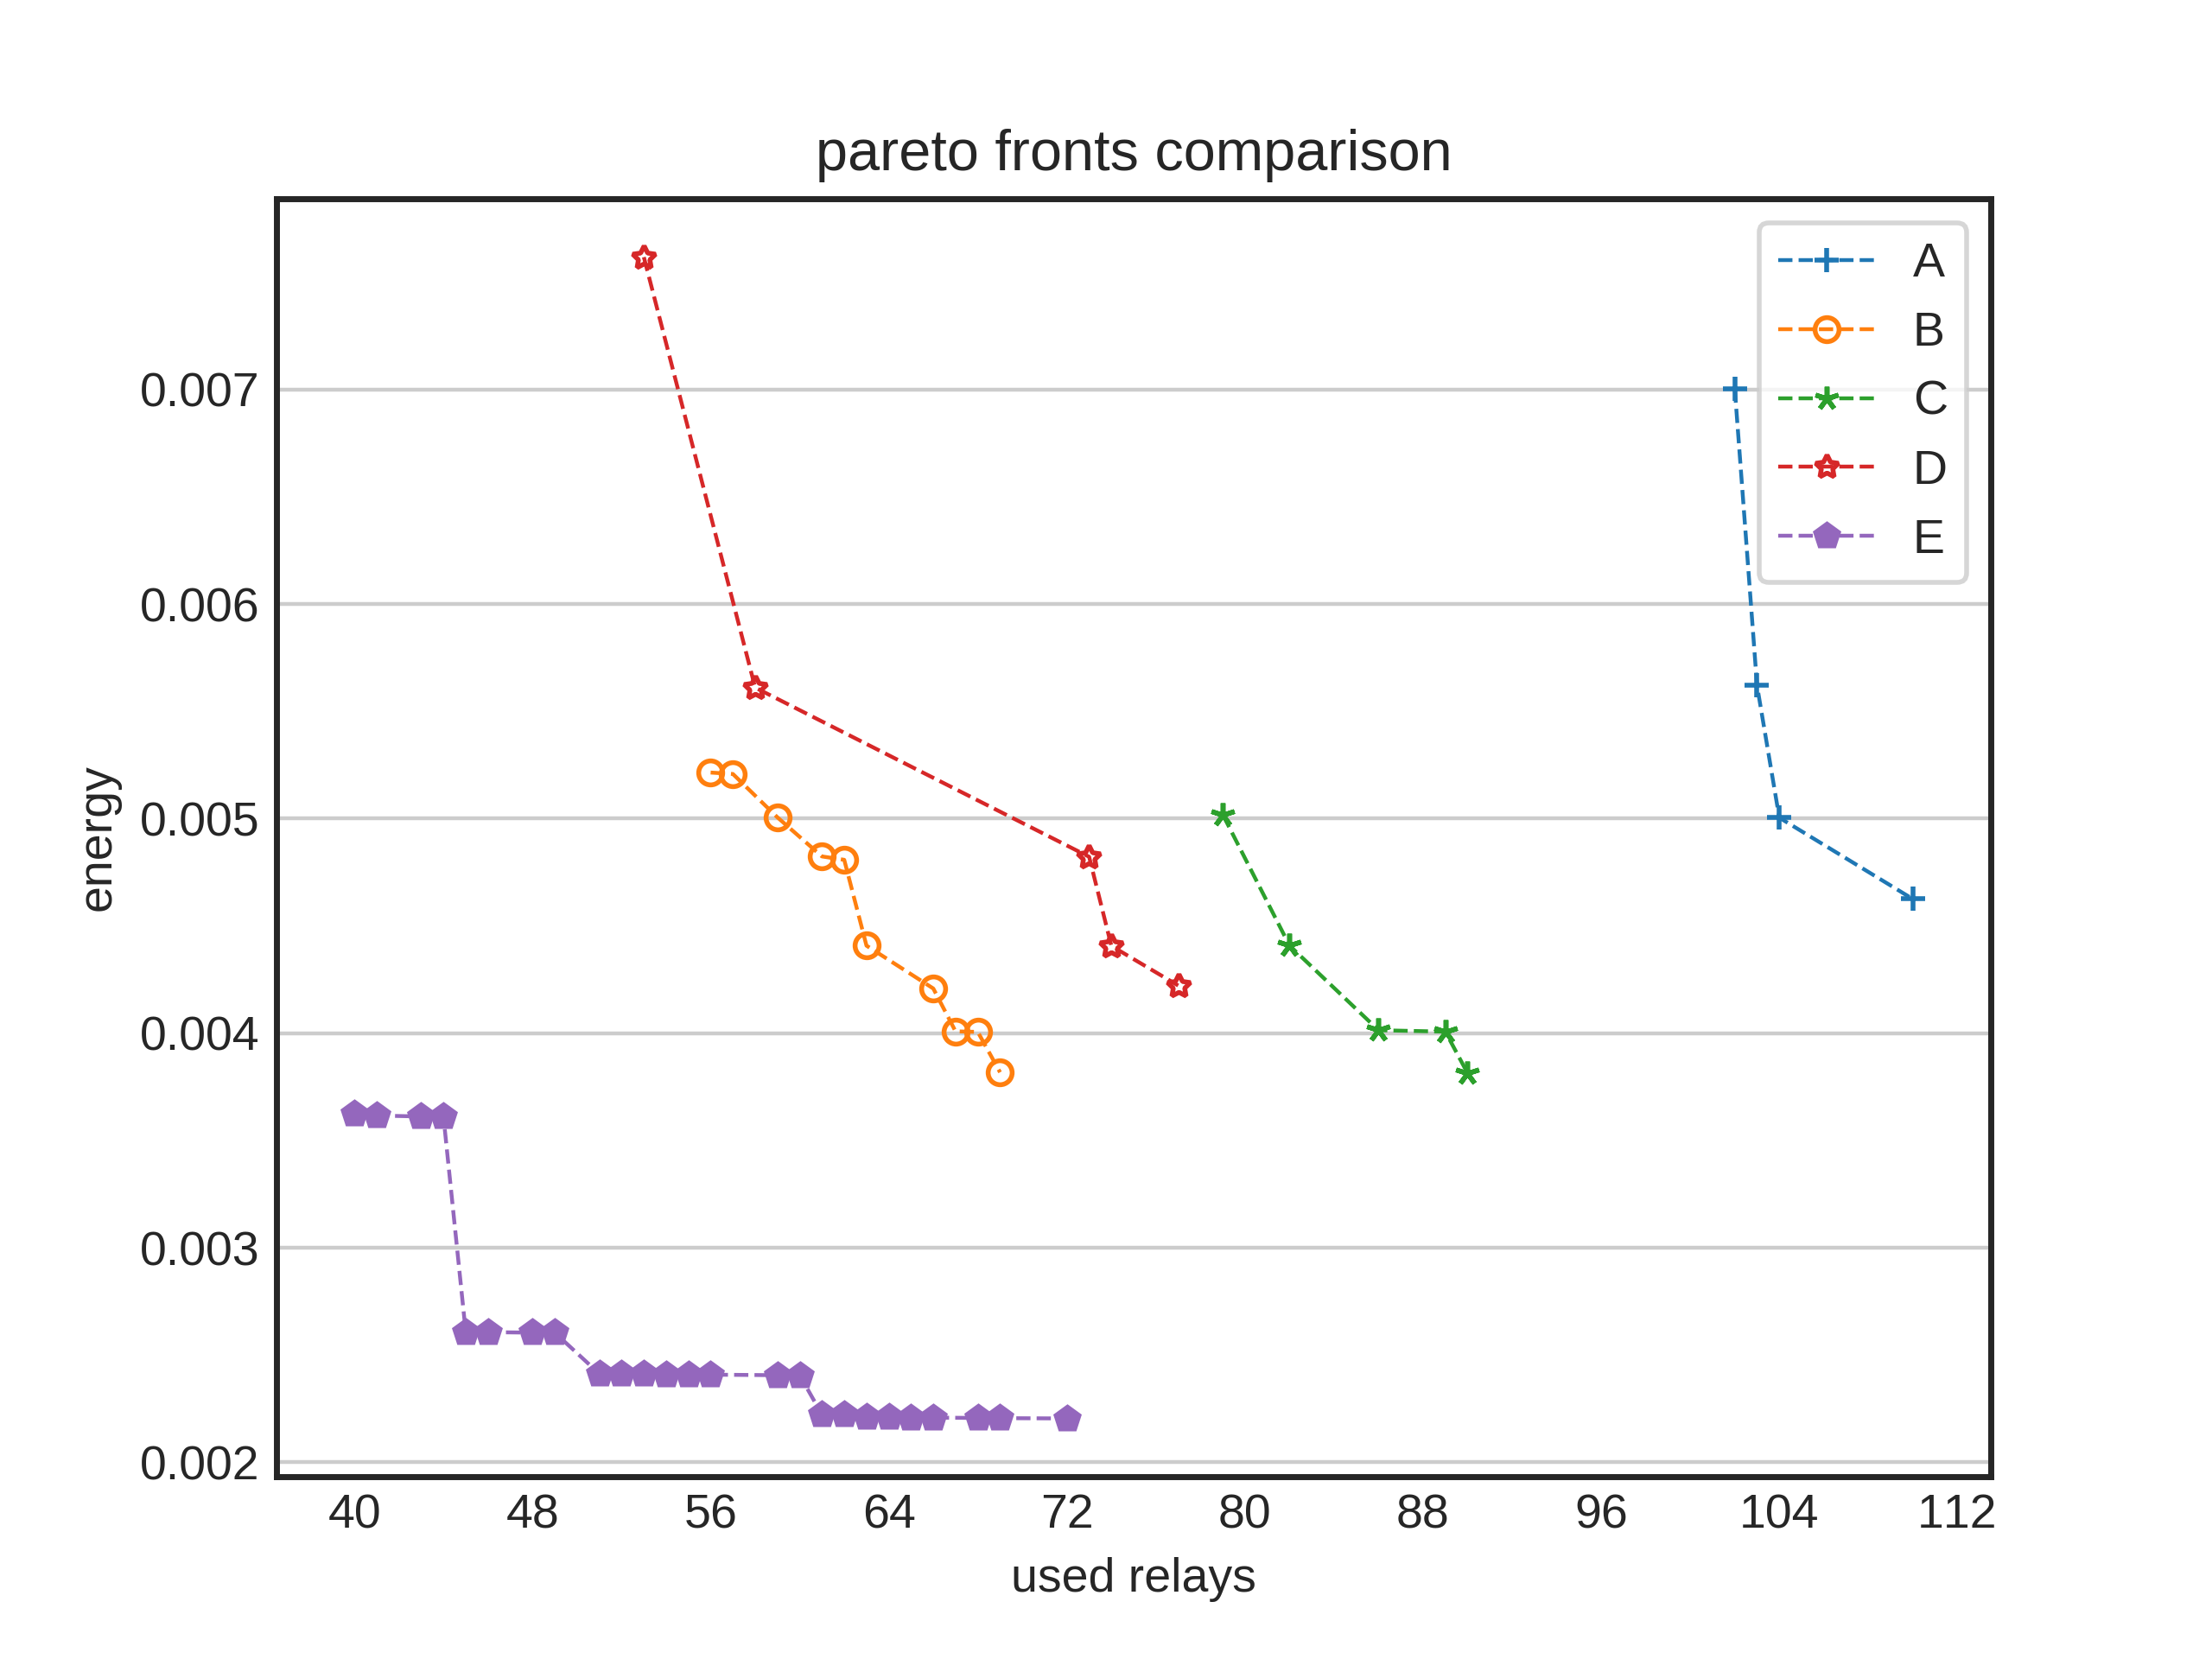 pareto fronts comparison
A
B
C
D
E
0.007
0.006
0.005
0.004
0.003
0.002
energy
40 48 56 64 72 80 88 96 104 112
used relays